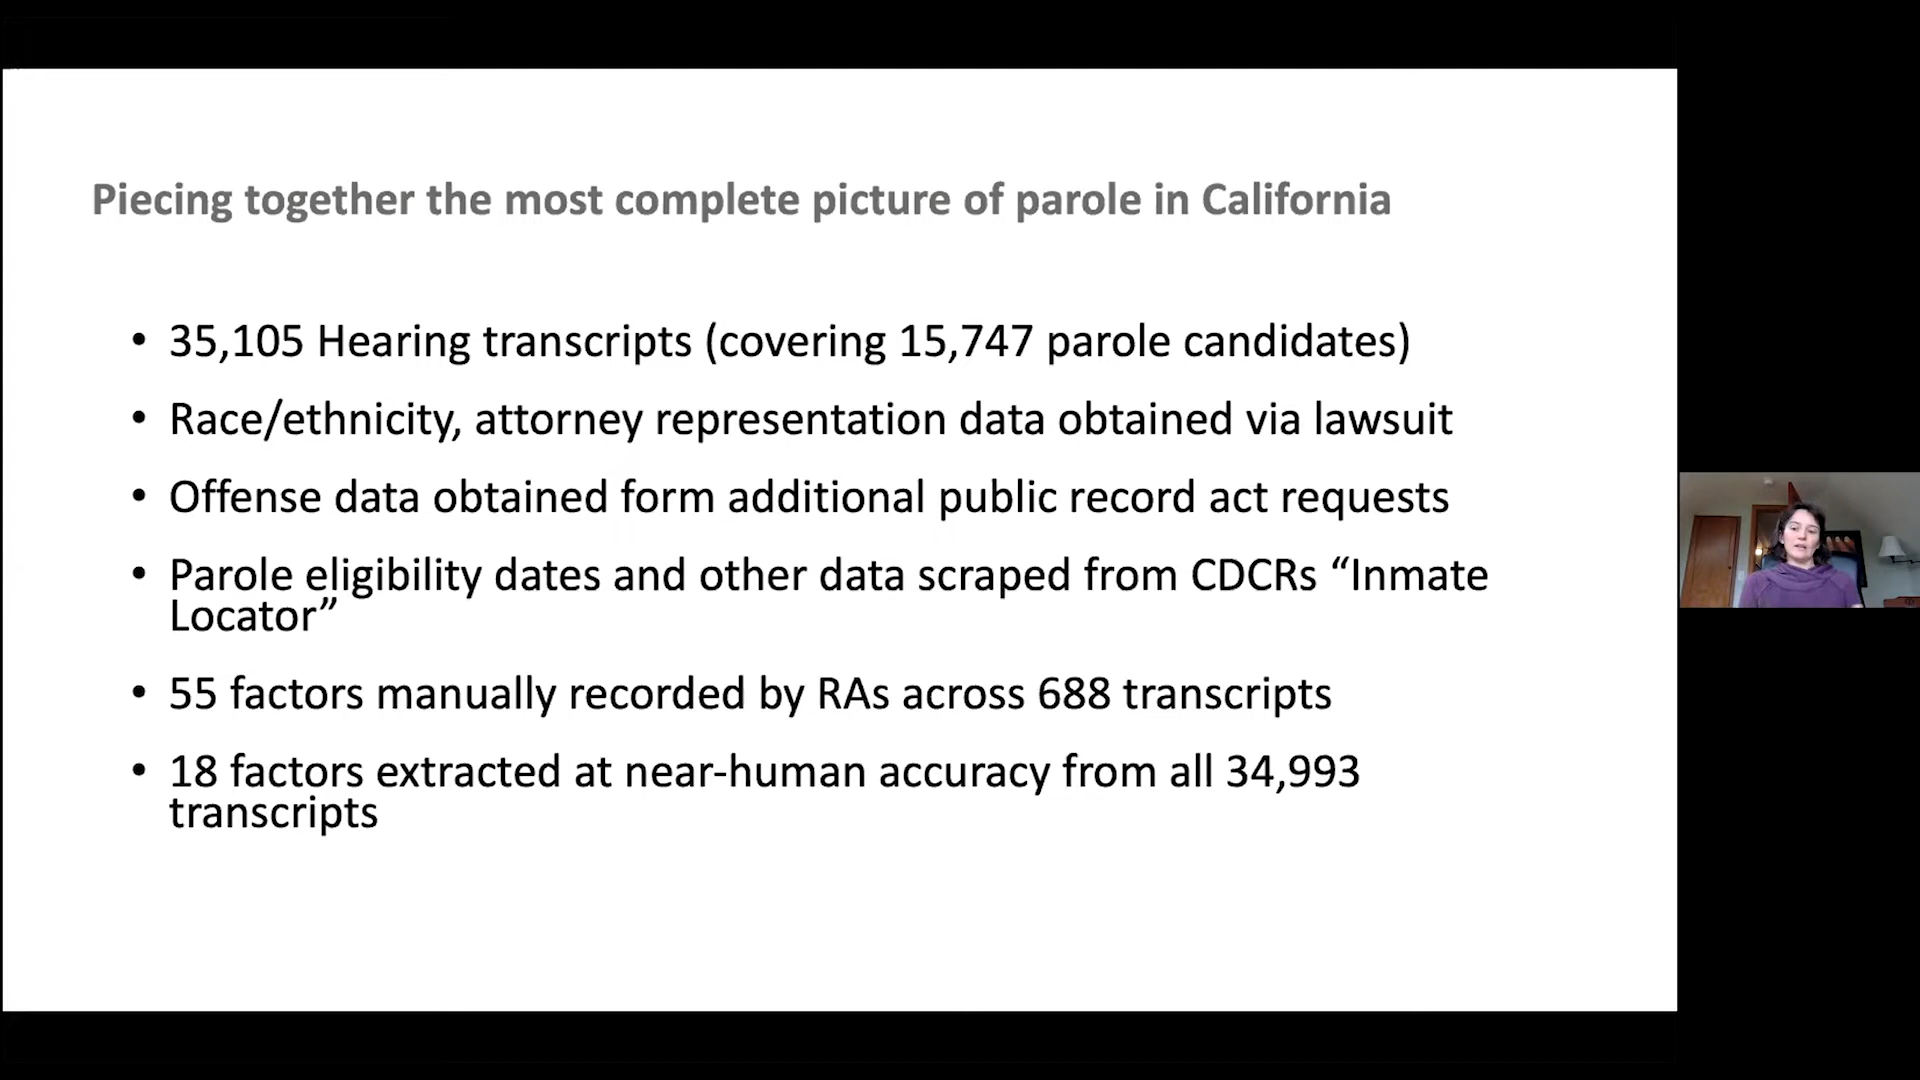 Piecing together the most complete picture of parole in California
• 35,105 Hearing transcripts (covering 15,747 parole candidates)
• Race/ethnicity, attorney representation data obtained via lawsuit
• Offense data obtained form additional public record act requests
• Parole eligibility dates and other data scraped from CDCRs “Inmate
Locator”
• 55 factors manually recorded by RAs across 688 transcripts
• 18 factors extracted at near-human accuracy from all 34,993
transcripts